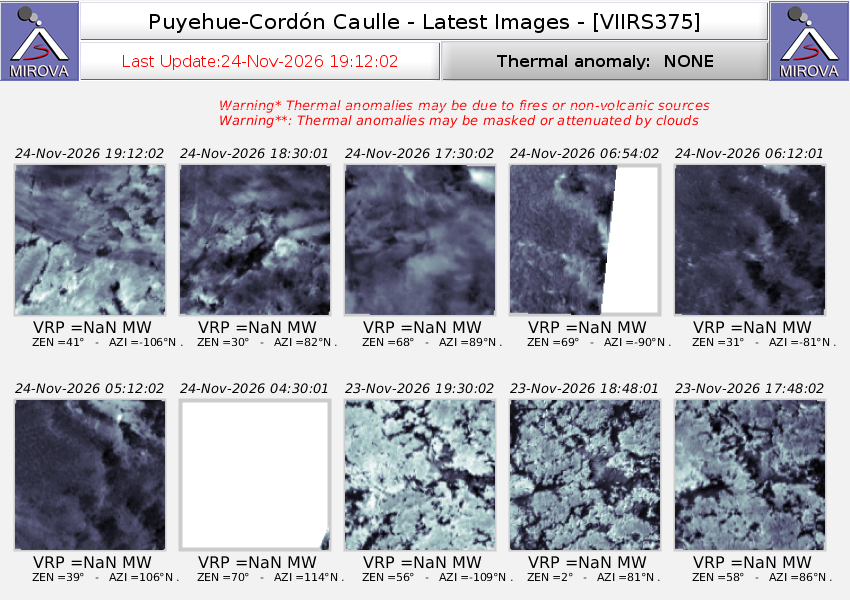 MIROVA
Puyehue-Cordón Caulle - Latest Images - [VIIRS375]
MIROVA
Last Update:24-Nov-2026 19:12:02
Thermal anomaly: NONE
Warning* Thermal anomalies may be due to fires or non-volcanic sources
Warning**: Thermal anomalies may be masked or attenuated by clouds
24-Nov-2026 19:12:02 24-Nov-2026 18:30:01 24-Nov-2026 17:30:02 24-Nov-2026 06:54:02 24-Nov-2026 06:12:01
VRP =NaN MW VRP =NaN MW VRP =NaN MW VRP =NaN MW VRP =NaN MW
ZEN =41° - AZI =-106°N . ZEN =30° - AZI =82°N . ZEN =68° - AZI =89°N . ZEN =69° - AZI =-90°N . ZEN =31° - AZI =-81°N .
24-Nov-2026 05:12:02 24-Nov-2026 04:30:01 23-Nov-2026 19:30:02 23-Nov-2026 18:48:01 23-Nov-2026 17:48:02
VRP =NaN MW VRP =NaN MW VRP =NaN MW VRP =NaN MW VRP =NaN MW
ZEN =39° - AZI =106°N . ZEN =70° - AZI =114°N . ZEN =56° - AZI =-109°N . ZEN =2° - AZI =81°N . ZEN =58° - AZI =86°N .